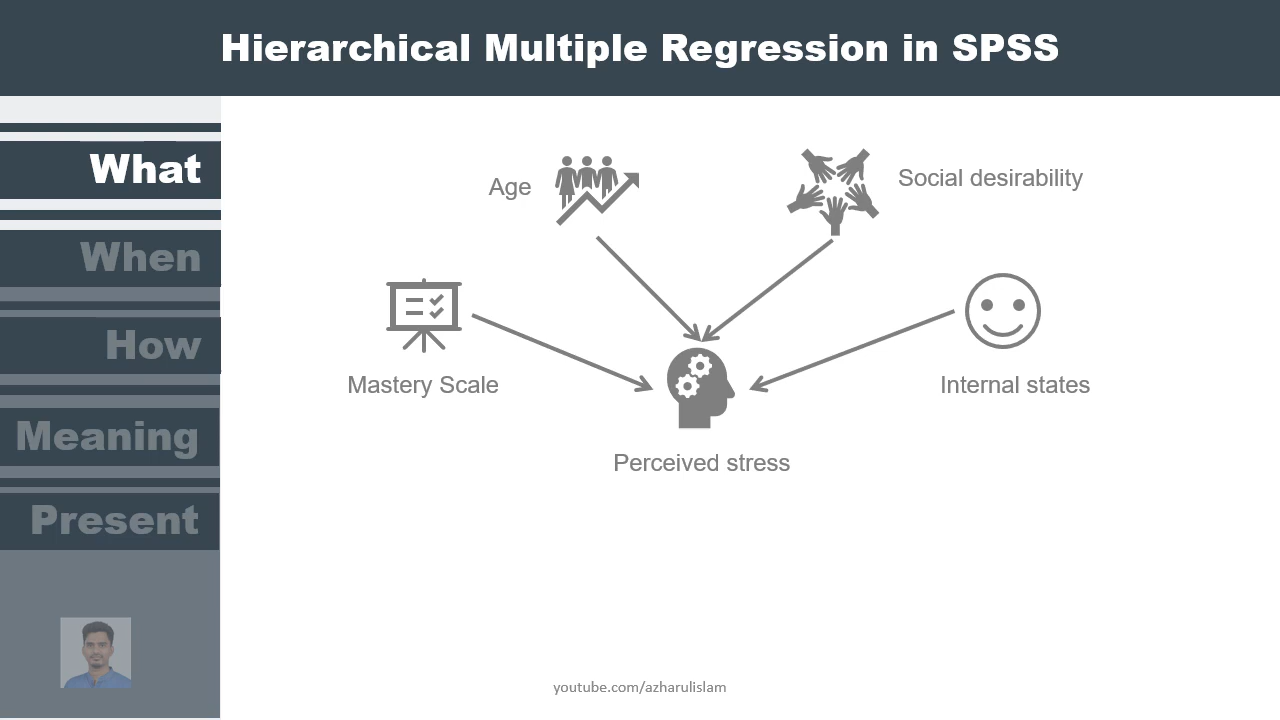 Hierarchical Multiple Regression in SPSS
What
When
How
Meaning
Present
Age
Social desirability
Mastery Scale
Internal states
Perceived stress
youtube.com/azharulislam